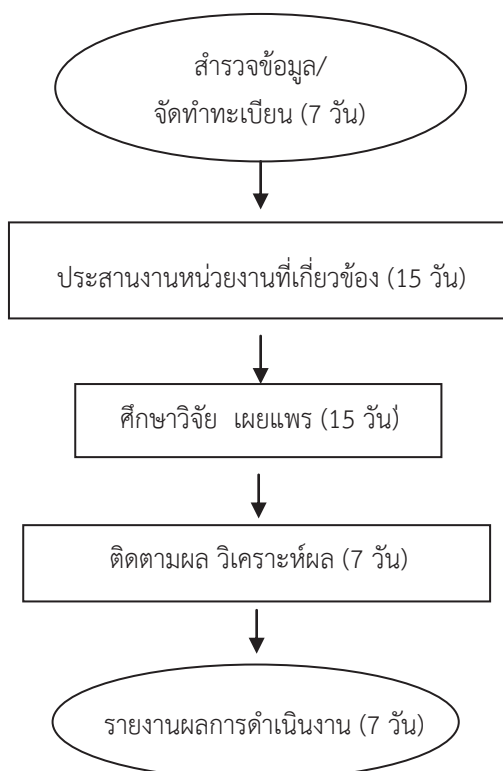 สำรวจข้อมูล/
จัดทำทะเบียน (7 วัน)
ประสานงานหน่วยงานที่เกี่ยวข้อง (15 วัน)
ศึกษาวิจัย เผยแพร (15 วัน่)
ติดตามผล วิเคราะห์ผล (7 วัน)
รายงานผลการดำเนินงาน (7 วัน)